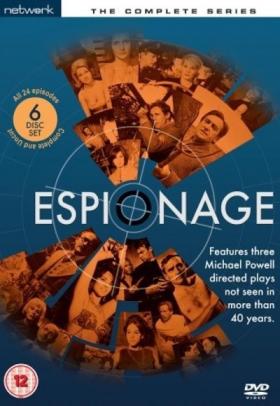 network
THE COMPLETE SERIES
All 24 episodes
6
DISC
SET
Complete and Uncut
ESPIONAGE
Features three
Michael Powell
directed plays
not seen in
more than
40 years.
12
DVD
VIDEO